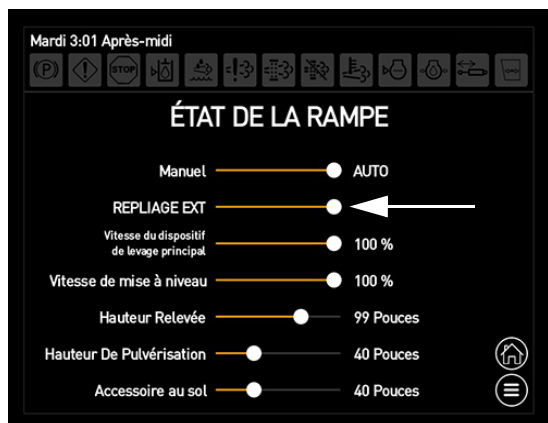 Mardi 3:01 Après-midi
(P) STOP
ÉTAT DE LA RAMPE
Manuel AUTO
REPLIAGE EXT
Vitesse du dispositif
de levage principal 100 %
Vitesse de mise à niveau 100 %
Hauteur Relevée 99 Pouces
Hauteur De Pulvérisation 40 Pouces
Accessoire au sol 40 Pouces